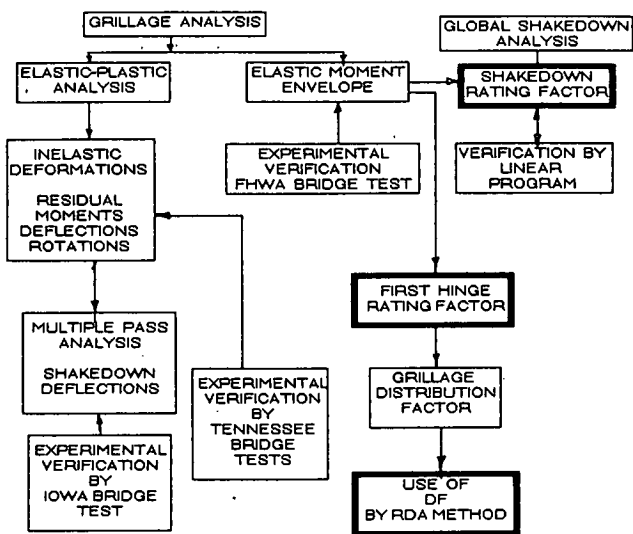 GRILLAGE ANALYSIS
GLOBAL SHAKEDOWN
ANALYSIS
ELASTIC-PLASTIC
ANALYSIS
ELASTIC MOMENT
ENVELOPE
SHAKEDOWN
RATING FACTOR
INELASTIC
DEFORMATIONS
RESIDUAL
MOMENTS
DEFLECTIONS
ROTATIONS
EXPERIMENTAL
VERIFICATION
FHWA BRIDGE TEST
VERIFICATION BY
LINEAR
PROGRAM
FIRST HINGE
RATING FACTOR
MULTIPLE PASS
ANALYSIS
SHAKEDOWN
DEFLECTIONS
EXPERIMENTAL
VERIFICATION
BY
TENNESSEE
BRIDGE
TESTS
GRILLAGE
DISTRIBUTION
FACTOR
EXPERIMENTAL
VERIFICATION
BY
IOWA BRIDGE
TEST
USE OF
DF
BY RDA METHOD